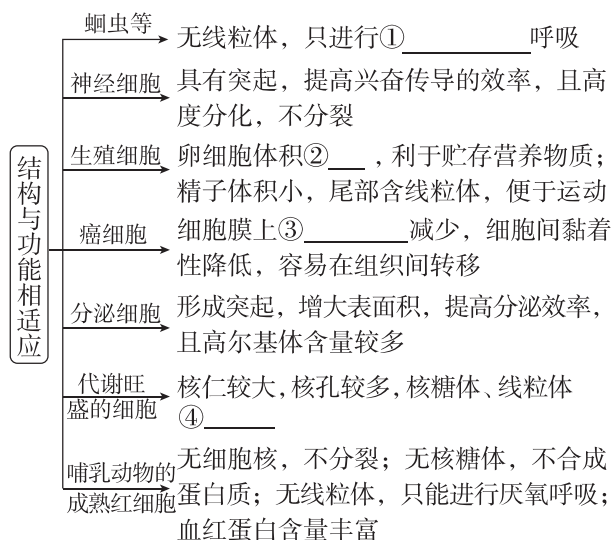 结构与功能相适应
蛔虫等
无线粒体，只进行①__________呼吸
神经细胞
具有突起，提高兴奋传导的效率，且高
度分化，不分裂
生殖细胞
卵细胞体积②___，利于贮存营养物质；
精子体积小，尾部含线粒体，便于运动
癌细胞
细胞膜上③________减少，细胞间黏着
性降低，容易在组织间转移
分泌细胞
形成突起，增大表面积，提高分泌效率，
且高尔基体含量较多
代谢旺
盛的细胞
核仁较大，核孔较多，核糖体、线粒体
④______
哺乳动物的
成熟红细胞
无细胞核，不分裂；无核糖体，不合成
蛋白质；无线粒体，只能进行厌氧呼吸；
血红蛋白含量丰富